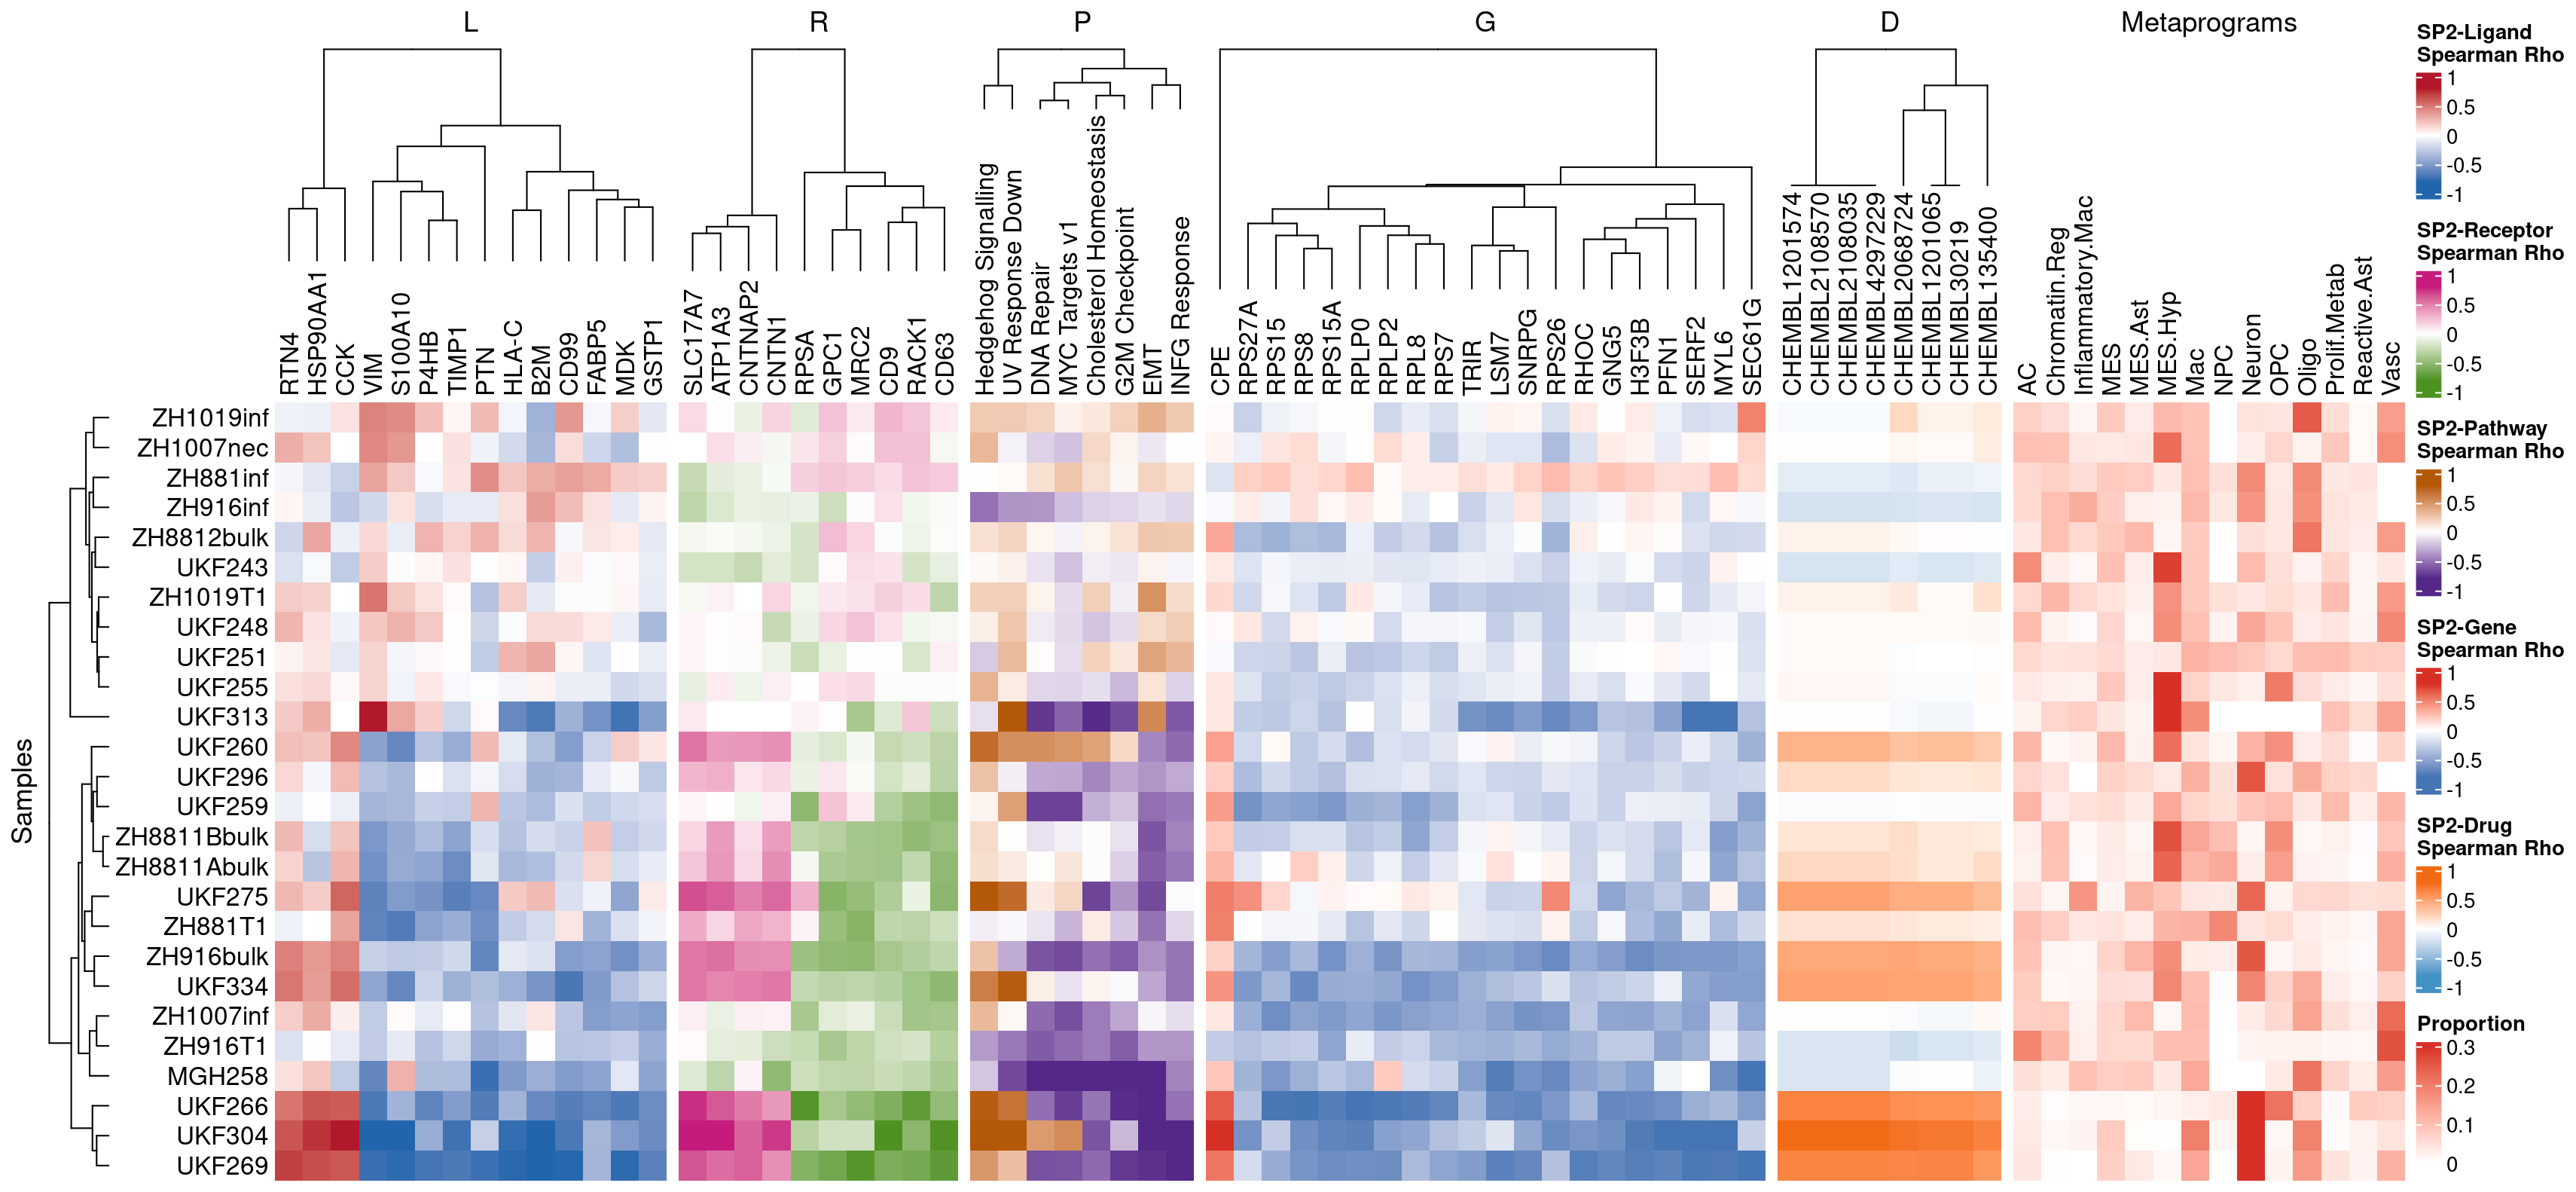 L
R
P
G
D
Metaprograms
RTN4
HSP90AA1
CCK
VIM
S100A10
P4HB
TIMP1
PTN
HLA-C
B2M
CD99
FABP5
MDK
GSTP1
SLC17A7
ATP1A3
CNTNAP2
CNTN1
RPSA
GPC1
MRC2
CD9
RACK1
CD63
Hedgehog Signalling
UV Response Down
DNA Repair
MYC Targets v1
Cholesterol Homeostasis
G2M Checkpoint
EMT
INFG Response
CPE
RPS27A
RPS15
RPS8
RPS15A
RPLP0
RPLP2
RPL8
RPS7
TRIR
LSM7
SNRPG
RPS26
RHOC
GNG5
H3F3B
PFN1
SERF2
MYL6
SEC61G
CHEMBL1201574
CHEMBL2108570
CHEMBL2108035
CHEMBL4297229
CHEMBL2068724
CHEMBL1201065
CHEMBL30219
CHEMBL135400
AC
Chromatin.Reg
Inflammatory.Mac
MES
MES.Ast
MES.Hyp
Mac
NPC
Neuron
OPC
Oligo
Prolif.Metab
Reactive.Ast
Vasc
Samples
ZH1019inf
ZH1007nec
ZH881inf
ZH916inf
ZH8812bulk
UKF243
ZH1019T1
UKF248
UKF251
UKF255
UKF313
UKF260
UKF296
UKF259
ZH8811Bbulk
ZH8811Abulk
UKF275
ZH881T1
ZH916bulk
UKF334
ZH1007inf
ZH916T1
MGH258
UKF266
UKF304
UKF269
SP2-Ligand
Spearman Rho
1
0.5
0
-0.5
-1
SP2-Receptor
Spearman Rho
1
0.5
0
-0.5
-1
SP2-Pathway
Spearman Rho
1
0.5
0
-0.5
-1
SP2-Gene
Spearman Rho
1
0.5
0
-0.5
-1
SP2-Drug
Spearman Rho
1
0.5
0
-0.5
-1
Proportion
0.3
0.2
0.1
0